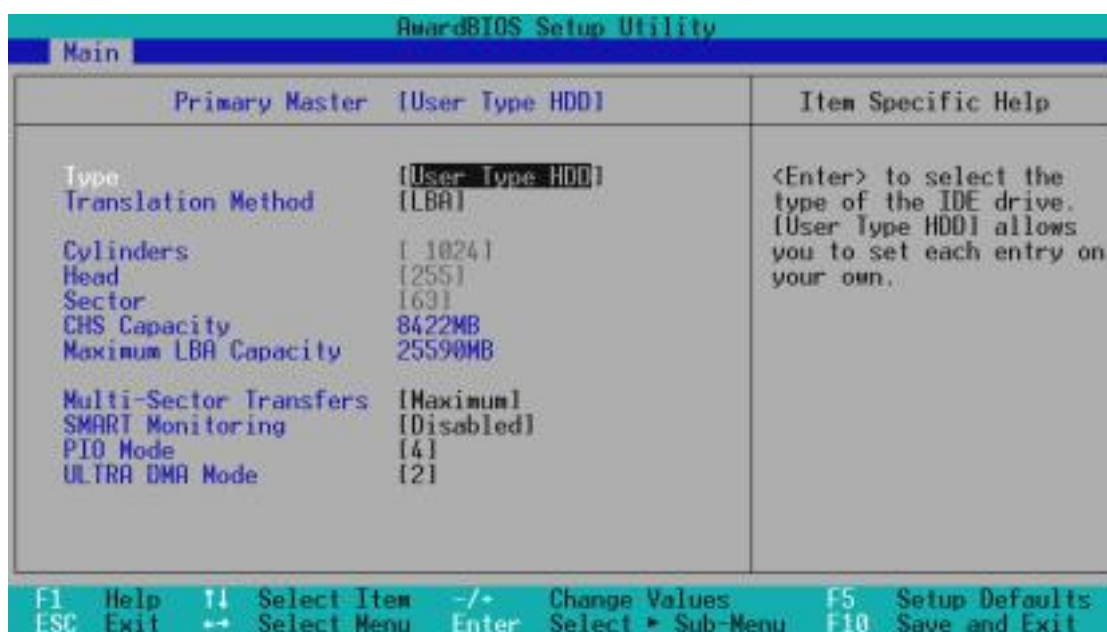 AwardBIOS Setup Utility
Main
Primary Master [User Type HDD]
Item Specific Help
Type [User Type HDD]
Translation Method [LBA]
Cylinders [ 1024]
Head [255]
Sector [63]
CHS Capacity 8422MB
Maximum LBA Capacity 25590MB
Multi-Sector Transfers [Maximum]
SMART Monitoring [Disabled]
PIO Mode [4]
ULTRA DMA Mode [2]
<Enter> to select the
type of the IDE drive.
[User Type HDD] allows
you to set each entry on
your own.
F1 Help ↑↓ Select Item -/+ Change Values F5 Setup Defaults
ESC Exit ←→ Select Menu Enter Select ► Sub-Menu F10 Save and Exit